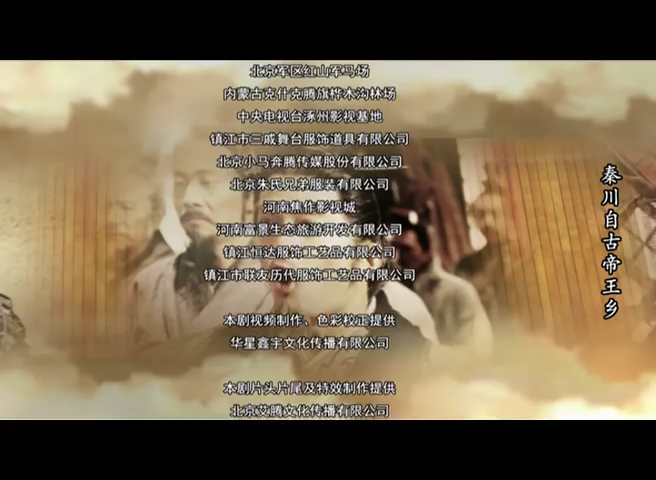 北京军区红山军马场
内蒙古克什克腾旗桦木沟林场
中央电视台涿州影视基地
镇江市三戚舞台服饰道具有限公司
北京小马奔腾传媒股份有限公司
北京朱氏兄弟服装有限公司
河南焦作影视城
河南富景生态旅游开发有限公司
镇江恒达服饰工艺品有限公司
镇江市联友历代服饰工艺品有限公司
本剧视频制作、色彩校正提供
华星鑫宇文化传播有限公司
本剧片头片尾及特效制作提供
北京艾腾文化传播有限公司
秦川自古帝王乡